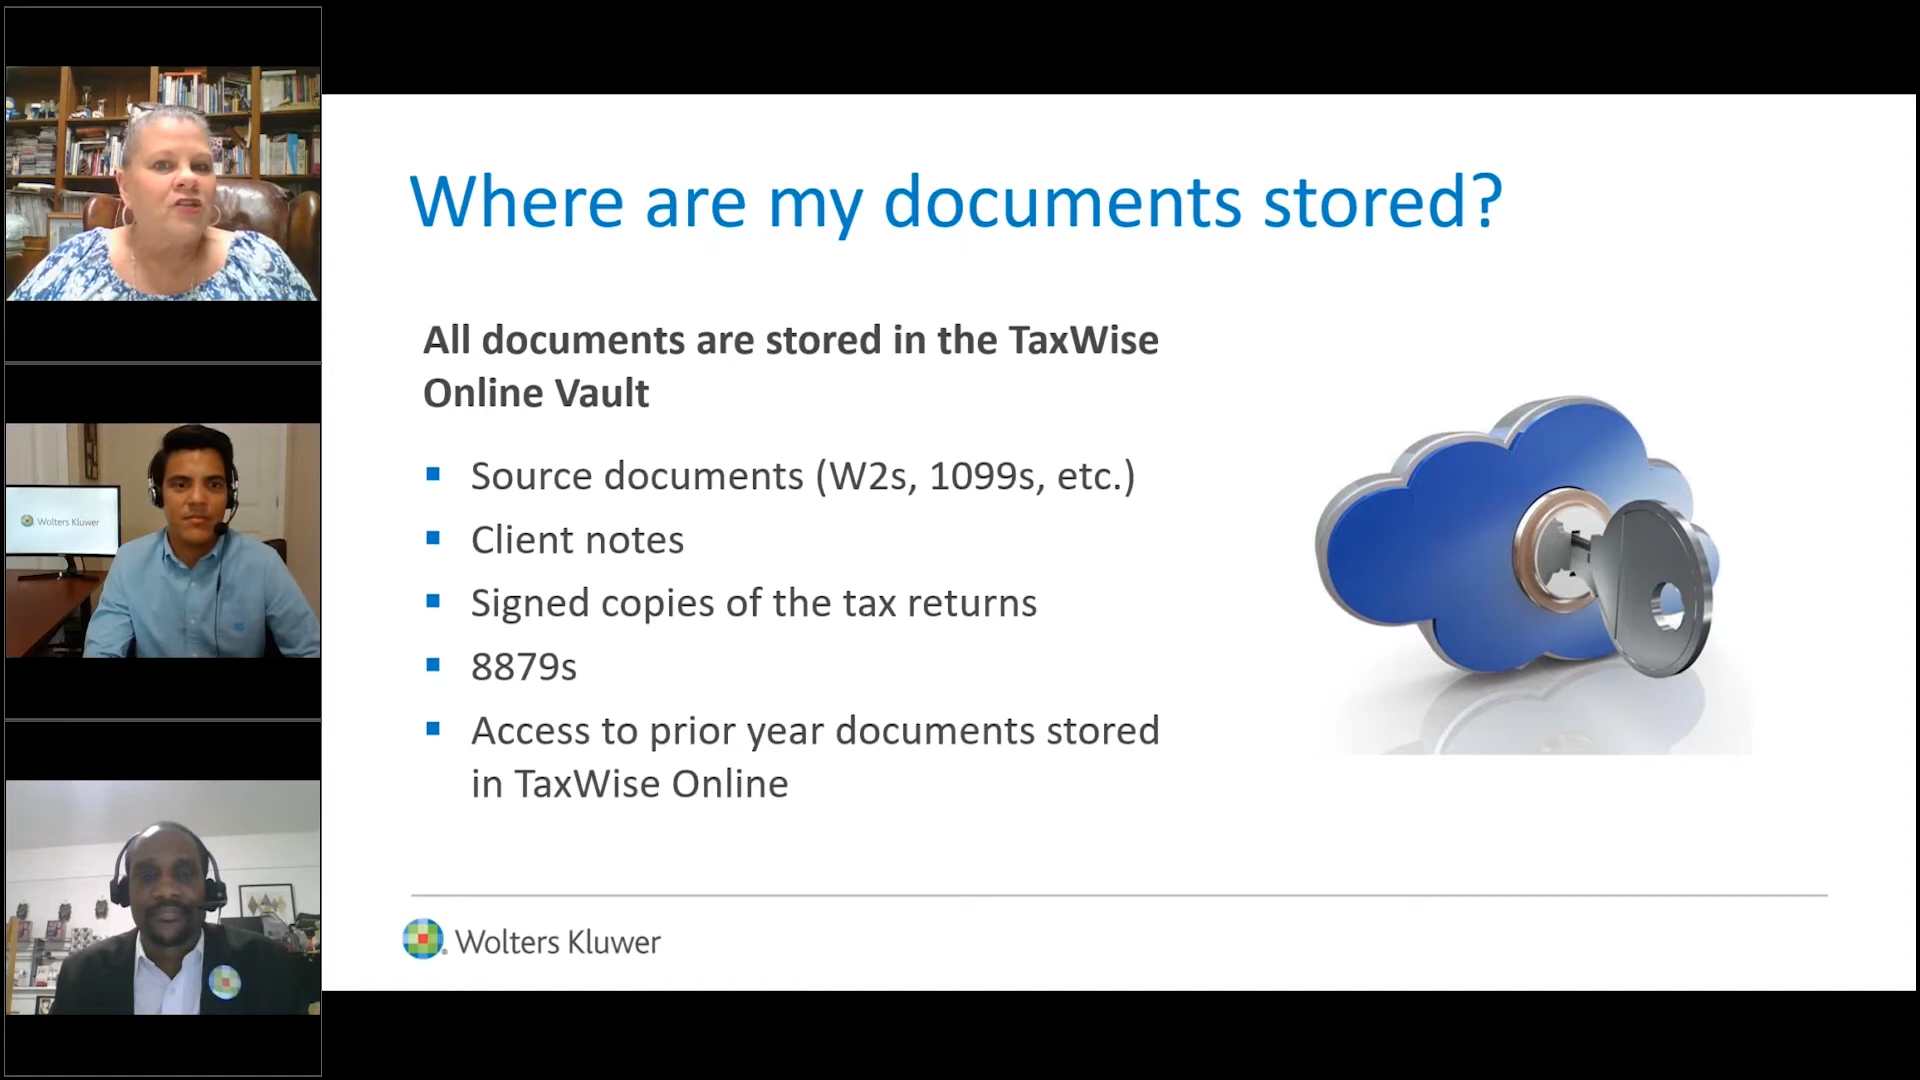 Where are my documents stored?
All documents are stored in the TaxWise
Online Vault
Source documents (W2s, 1099s, etc.)
Client notes
Signed copies of the tax returns
8879s
Access to prior year documents stored
in TaxWise Online
Wolters Kluwer
Wolters Kluwer